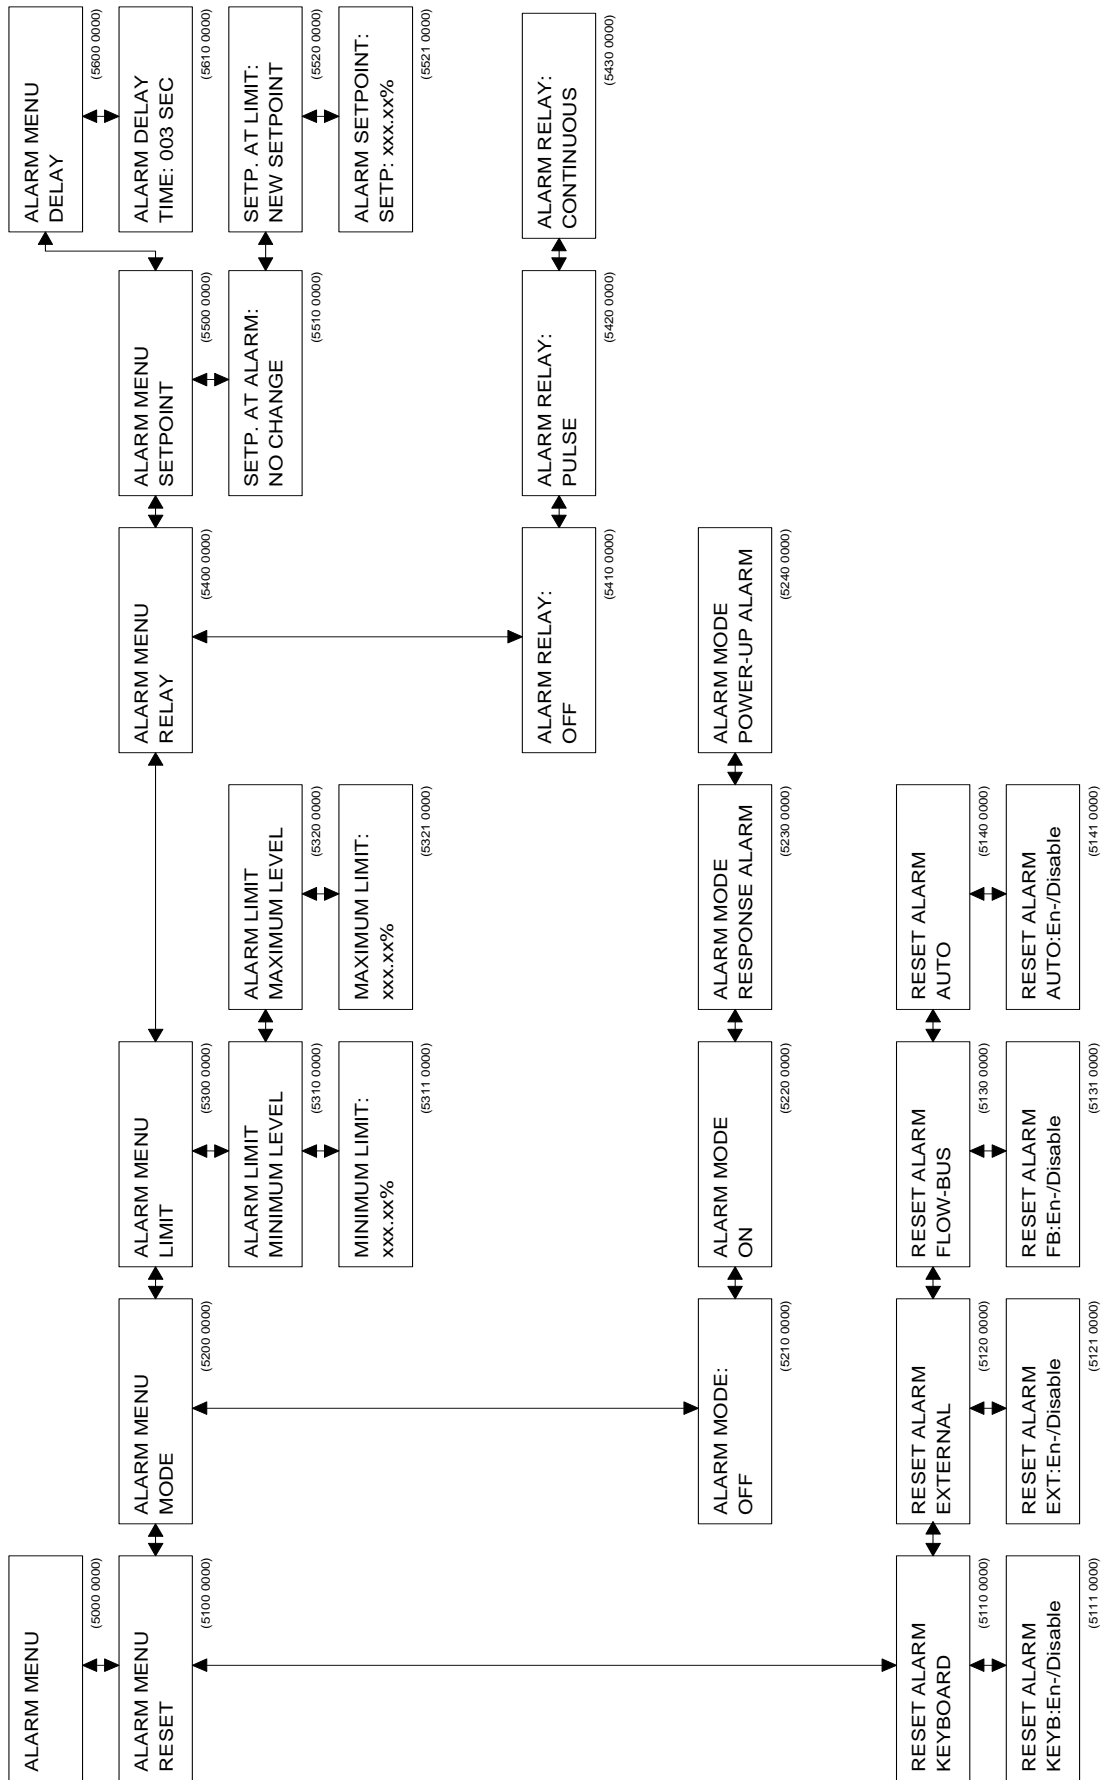 ALARM MENU
(5000 0000)
ALARM MENU
RESET
(5100 0000)
ALARM MENU
MODE
(5200 0000)
ALARM MENU
LIMIT
(5300 0000)
ALARM MENU
RELAY
(5400 0000)
ALARM MENU
SETPOINT
(5500 0000)
ALARM MENU
DELAY
(5600 0000)
ALARM DELAY
TIME: 003 SEC
(5610 0000)
ALARM LIMIT
MINIMUM LEVEL
(5310 0000)
ALARM LIMIT
MAXIMUM LEVEL
(5320 0000)
SETP. AT ALARM:
NO CHANGE
(5510 0000)
SETP. AT LIMIT:
NEW SETPOINT
(5520 0000)
MINIMUM LIMIT:
xxx.xx%
(5311 0000)
MAXIMUM LIMIT:
xxx.xx%
(5321 0000)
ALARM SETPOINT:
SETP: xxx.xx%
(5521 0000)
ALARM RELAY:
OFF
(5410 0000)
ALARM RELAY:
PULSE
(5420 0000)
ALARM RELAY:
CONTINUOUS
(5430 0000)
ALARM MODE:
OFF
(5210 0000)
ALARM MODE
ON
(5220 0000)
ALARM MODE
RESPONSE ALARM
(5230 0000)
ALARM MODE
POWER-UP ALARM
(5240 0000)
RESET ALARM
KEYBOARD
(5110 0000)
RESET ALARM
EXTERNAL
(5120 0000)
RESET ALARM
FLOW-BUS
(5130 0000)
RESET ALARM
AUTO
(5140 0000)
RESET ALARM
KEYB:En-/Disable
(5111 0000)
RESET ALARM
EXT:En-/Disable
(5121 0000)
RESET ALARM
FB:En-/Disable
(5131 0000)
RESET ALARM
AUTO:En-/Disable
(5141 0000)